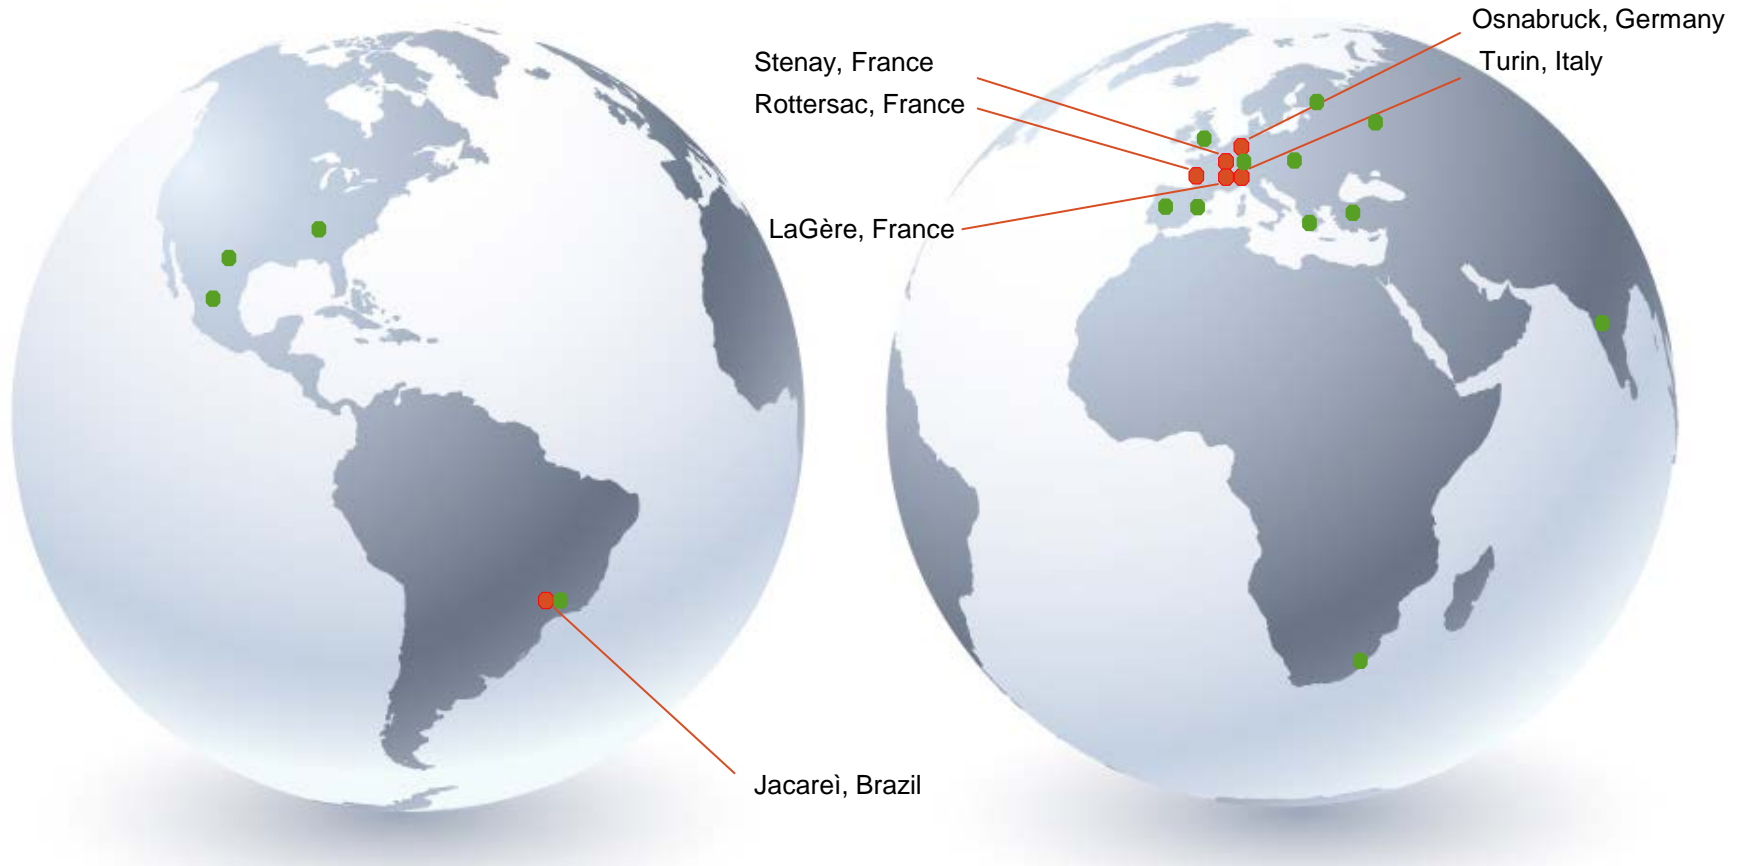 Osnabruck, Germany
Turin, Italy
Stenay, France
Rottersac, France
LaGère, France
Jacareì, Brazil